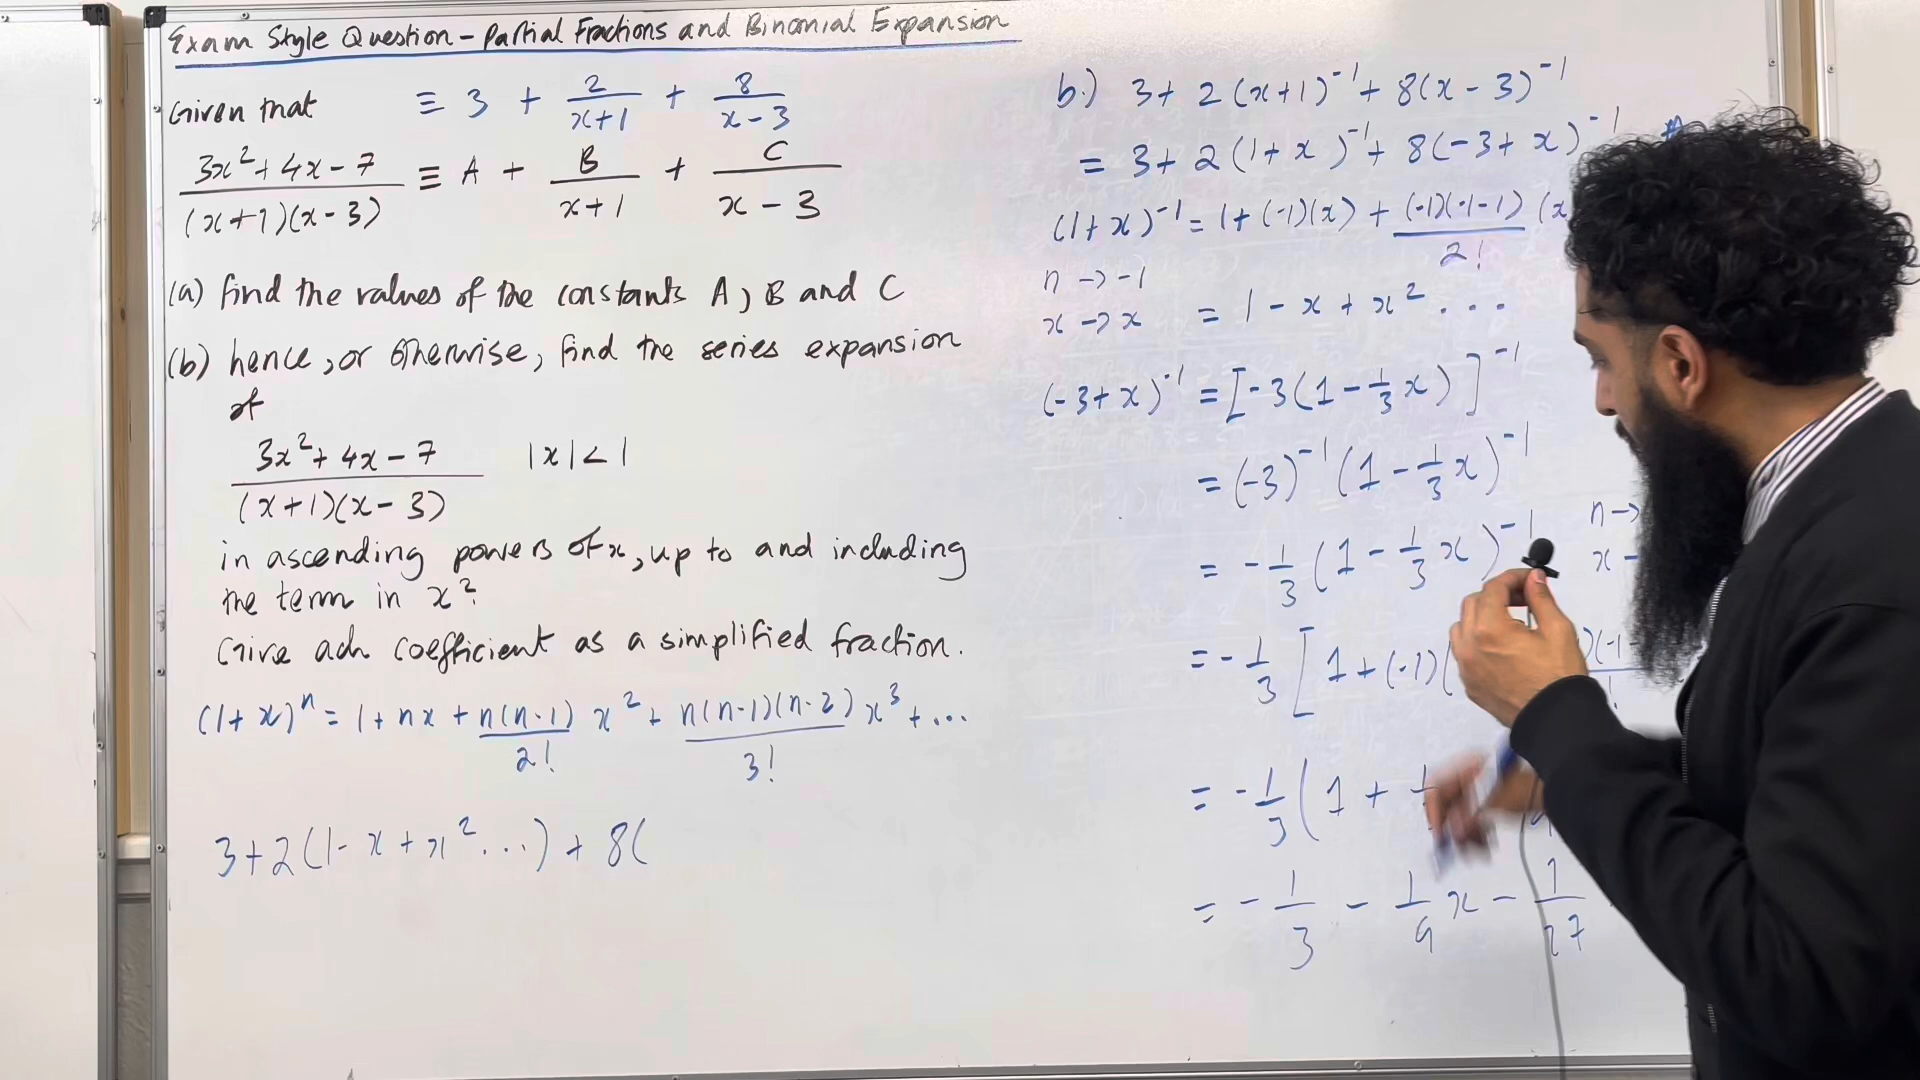 Exam Style Question - Partial Fractions and Binomial Expansion
Given that ≡ 3 + 2/(x+1) + 8/(x-3)
(3x² + 4x - 7)/((x+1)(x-3)) ≡ A + B/(x+1) + C/(x-3)
(a) find the values of the constants A, B and C
(b) hence, or otherwise, find the series expansion
of
(3x² + 4x - 7)/((x+1)(x-3)) |x| < 1
in ascending powers of x, up to and including
the term in x².
Give each coefficient as a simplified fraction.
(1+x)ⁿ = 1 + nx + n(n-1)/2! x² + n(n-1)(n-2)/3! x³ + ...
3+2(1-x+x²...) + 8(
b.) 3 + 2(x+1)⁻¹ + 8(x-3)⁻¹
= 3 + 2(1+x)⁻¹ + 8(-3+x)⁻¹
(1+x)⁻¹ = 1+(-1)(x) + (-1)(-1-1)/2! (x
n -> -1
x -> x = 1 - x + x² ...
(-3+x)⁻¹ = [-3(1 - 1/3 x)]⁻¹
= (-3)⁻¹ (1 - 1/3 x)⁻¹
= -1/3 (1 - 1/3 x)⁻¹ n ->
x -
= -1/3 [1 + (-1)( )(-1-
= -1/3 (1 +
= -1/3 - 1/9 x - 1/27